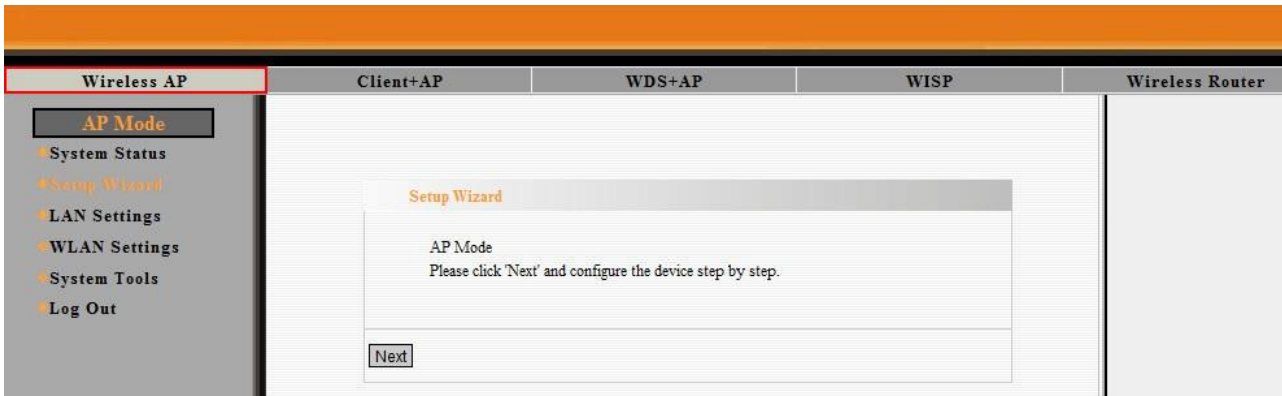 Wireless AP Client+AP WDS+AP WISP Wireless Router
AP Mode
System Status
Setup Wizard
LAN Settings
WLAN Settings
System Tools
Log Out
Setup Wizard
AP Mode
Please click 'Next' and configure the device step by step.
Next